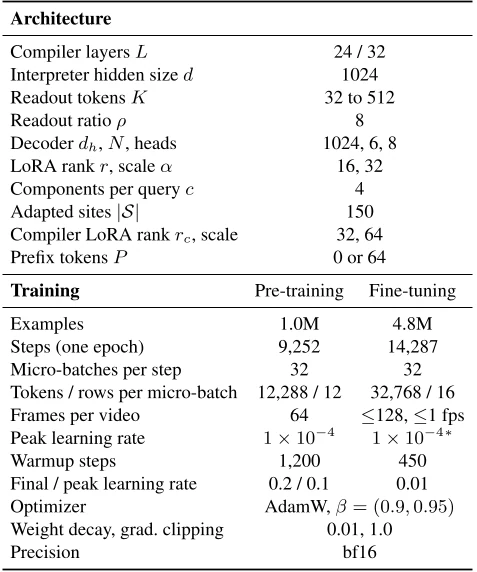 Architecture
Compiler layers L 24 / 32
Interpreter hidden size d 1024
Readout tokens K 32 to 512
Readout ratio ρ 8
Decoder d_h, N, heads 1024, 6, 8
LoRA rank r, scale α 16, 32
Components per query c 4
Adapted sites |S| 150
Compiler LoRA rank r_c, scale 32, 64
Prefix tokens P 0 or 64
Training Pre-training Fine-tuning
Examples 1.0M 4.8M
Steps (one epoch) 9,252 14,287
Micro-batches per step 32 32
Tokens / rows per micro-batch 12,288 / 12 32,768 / 16
Frames per video 64 ≤128, ≤1 fps
Peak learning rate 1 × 10⁻⁴ 1 × 10⁻⁴*
Warmup steps 1,200 450
Final / peak learning rate 0.2 / 0.1 0.01
Optimizer AdamW, β = (0.9, 0.95)
Weight decay, grad. clipping 0.01, 1.0
Precision bf16